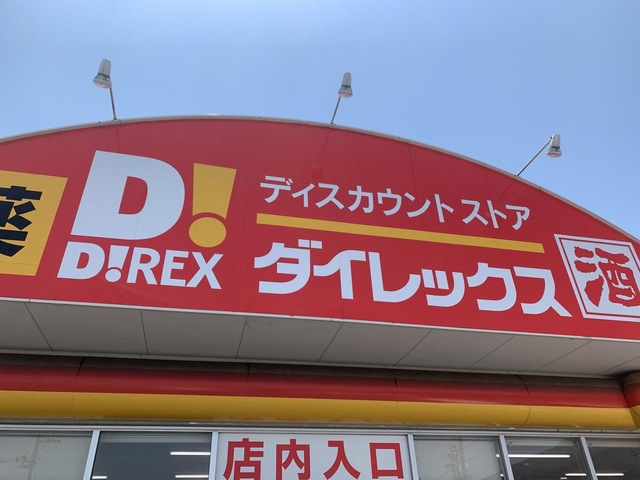 薬
D!
D!REX
ディスカウントストア
ダイレックス
酒
店内入口